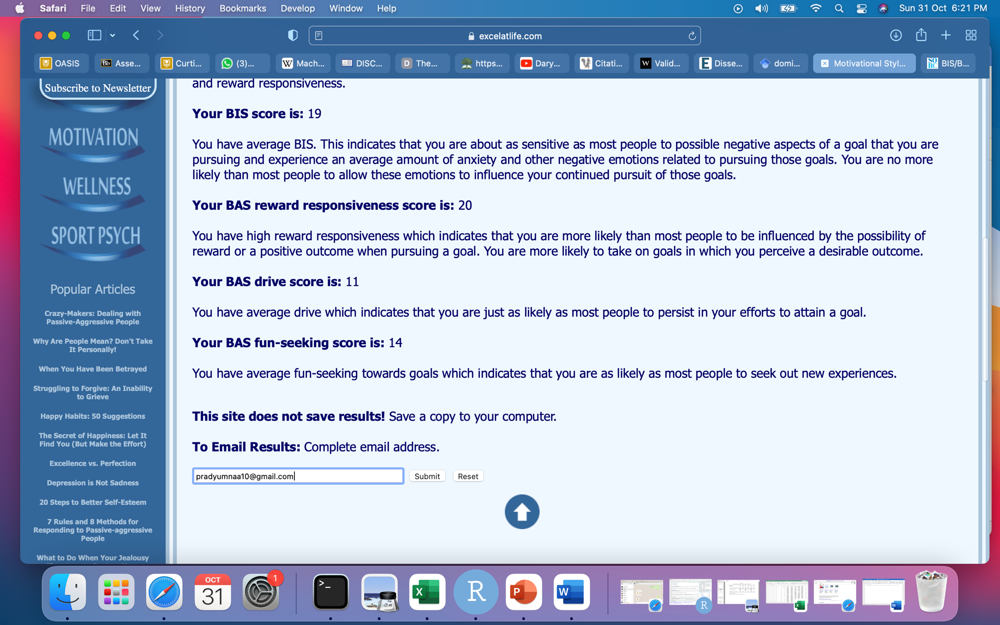 Safari File Edit View History Bookmarks Develop Window Help Sun 31 Oct 6:21 PM
excelatlife.com
OASIS Bb Asse... Curti... (3)... W Mach... DISC... D The... https... Dary... Citati... W Valid... E Disse... domi... Motivational Styl... BIS/B...
Subscribe to Newsletter
MOTIVATION
WELLNESS
SPORT PSYCH
Popular Articles
Crazy-Makers: Dealing with
Passive-Aggressive People
Why Are People Mean? Don't Take
It Personally!
When You Have Been Betrayed
Struggling to Forgive: An Inability
to Grieve
Happy Habits: 50 Suggestions
The Secret of Happiness: Let It
Find You (But Make the Effort)
Excellence vs. Perfection
Depression is Not Sadness
20 Steps to Better Self-Esteem
7 Rules and 8 Methods for
Responding to Passive-aggressive
People
What to Do When Your Jealousy
and reward responsiveness.
Your BIS score is: 19
You have average BIS. This indicates that you are about as sensitive as most people to possible negative aspects of a goal that you are
pursuing and experience an average amount of anxiety and other negative emotions related to pursuing those goals. You are no more
likely than most people to allow these emotions to influence your continued pursuit of those goals.
Your BAS reward responsiveness score is: 20
You have high reward responsiveness which indicates that you are more likely than most people to be influenced by the possibility of
reward or a positive outcome when pursuing a goal. You are more likely to take on goals in which you perceive a desirable outcome.
Your BAS drive score is: 11
You have average drive which indicates that you are just as likely as most people to persist in your efforts to attain a goal.
Your BAS fun-seeking score is: 14
You have average fun-seeking towards goals which indicates that you are as likely as most people to seek out new experiences.
This site does not save results! Save a copy to your computer.
To Email Results: Complete email address.
pradyumnaa10@gmail.com Submit Reset
OCT
31
1
>_
X
R
P
W
R
X
W